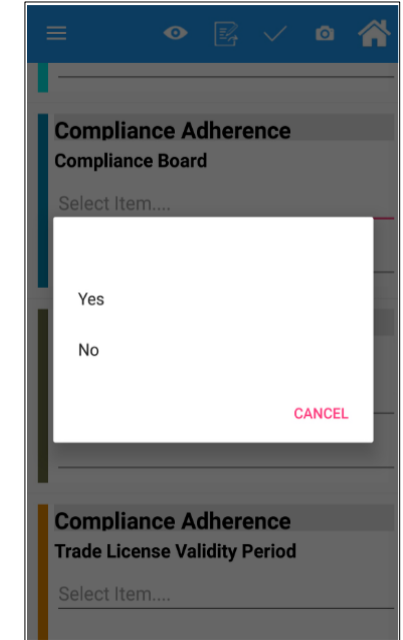 Compliance Adherence
Compliance Board
Select Item....
Yes
No
CANCEL
Compliance Adherence
Trade License Validity Period
Select Item....